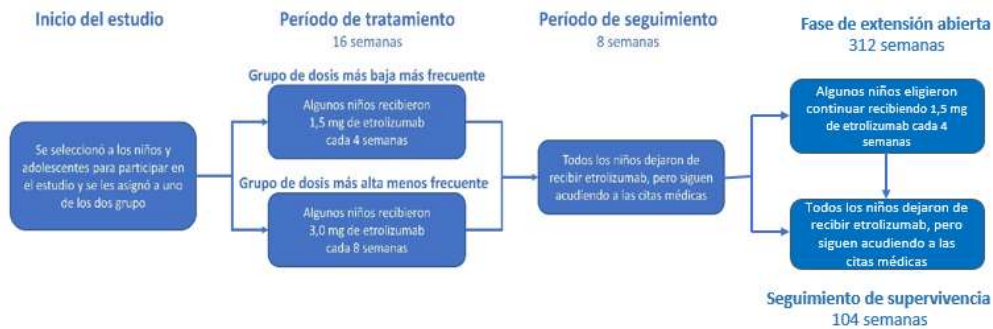 Inicio del estudio
Período de tratamiento
16 semanas
Período de seguimiento
8 semanas
Fase de extensión abierta
312 semanas
Grupo de dosis más baja más frecuente
Algunos niños recibieron
1,5 mg de etrolizumab
cada 4 semanas
Se seleccionó a los niños y
adolescentes para participar en
el estudio y se les asignó a uno
de los dos grupo
Grupo de dosis más alta menos frecuente
Algunos niños recibieron
3,0 mg de etrolizumab
cada 8 semanas
Todos los niños dejaron de
recibir etrolizumab, pero siguen
acudiendo a las citas médicas
Algunos niños eligieron
continuar recibiendo 1,5 mg
de etrolizumab cada 4
semanas
Todos los niños dejaron de
recibir etrolizumab, pero
siguen acudiendo a las
citas médicas
Seguimiento de supervivencia
104 semanas